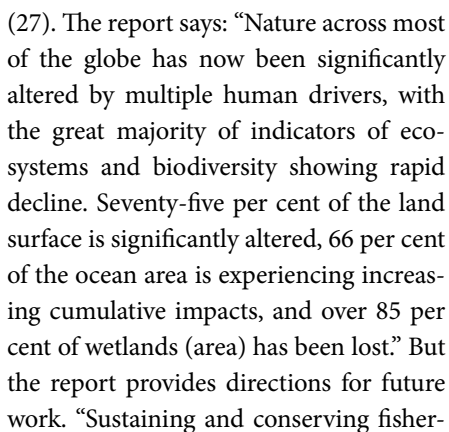 (27). The report says: “Nature across most
of the globe has now been significantly
altered by multiple human drivers, with
the great majority of indicators of eco-
systems and biodiversity showing rapid
decline. Seventy-five per cent of the land
surface is significantly altered, 66 per cent
of the ocean area is experiencing increas-
ing cumulative impacts, and over 85 per
cent of wetlands (area) has been lost.” But
the report provides directions for future
work. “Sustaining and conserving fisher-